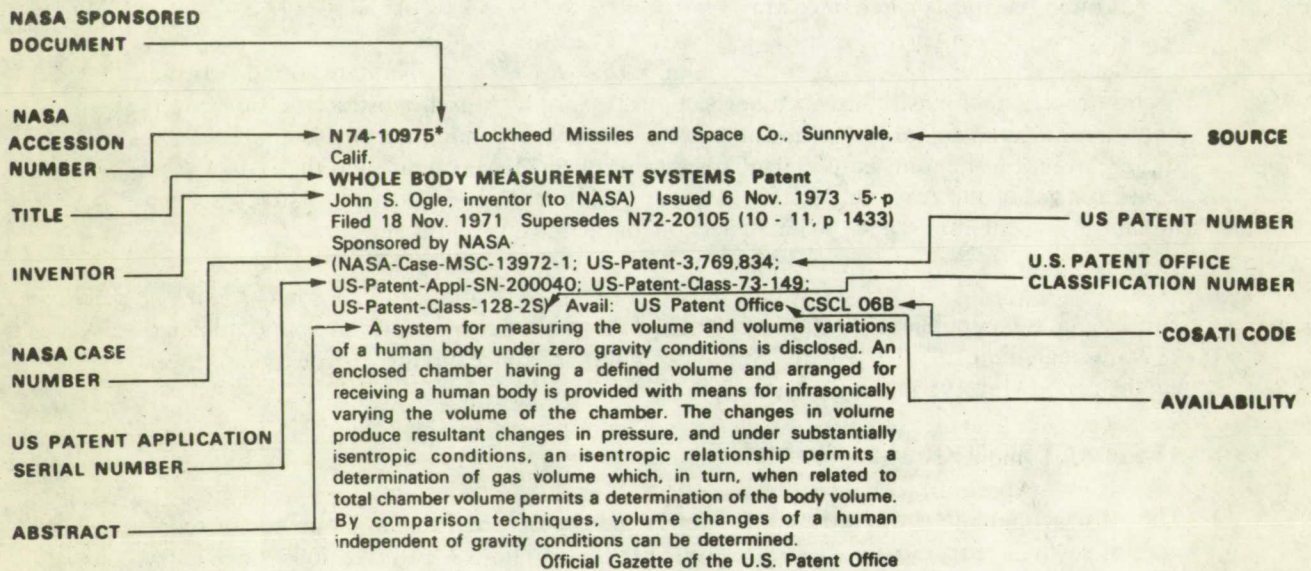 NASA SPONSORED
DOCUMENT
NASA
ACCESSION
NUMBER
TITLE
INVENTOR
NASA CASE
NUMBER
US PATENT APPLICATION
SERIAL NUMBER
ABSTRACT
N74-10975* Lockheed Missiles and Space Co., Sunnyvale,
Calif.
WHOLE BODY MEASUREMENT SYSTEMS Patent
John S. Ogle, inventor (to NASA) Issued 6 Nov. 1973 5 p
Filed 18 Nov. 1971 Supersedes N72-20105 (10 - 11, p 1433)
Sponsored by NASA
(NASA-Case-MSC-13972-1; US-Patent-3,769,834;
US-Patent-Appl-SN-200040; US-Patent-Class-73-149;
US-Patent-Class-128-2S) Avail: US Patent Office CSCL 06B
A system for measuring the volume and volume variations
of a human body under zero gravity conditions is disclosed. An
enclosed chamber having a defined volume and arranged for
receiving a human body is provided with means for infrasonically
varying the volume of the chamber. The changes in volume
produce resultant changes in pressure, and under substantially
isentropic conditions, an isentropic relationship permits a
determination of gas volume which, in turn, when related to
total chamber volume permits a determination of the body volume.
By comparison techniques, volume changes of a human
independent of gravity conditions can be determined.
Official Gazette of the U.S. Patent Office
SOURCE
US PATENT NUMBER
U.S. PATENT OFFICE
CLASSIFICATION NUMBER
COSATI CODE
AVAILABILITY